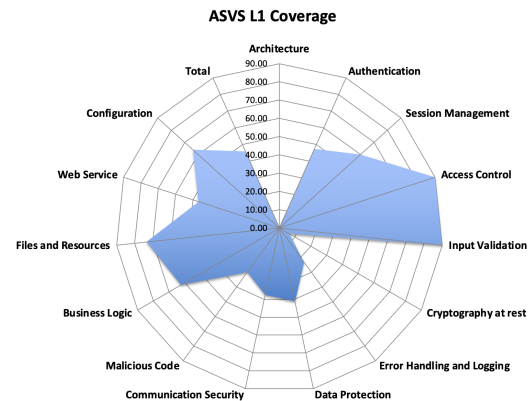 ASVS L1 Coverage
Architecture
90.00
Total
Authentication
80.00
70.00
Configuration
Session Management
60.00
50.00
40.00
Web Service
Access Control
30.00
20.00
10.00
0.00
Files and Resources
Input Validation
Business Logic
Cryptography at rest
Malicious Code
Error Handling and Logging
Communication Security
Data Protection